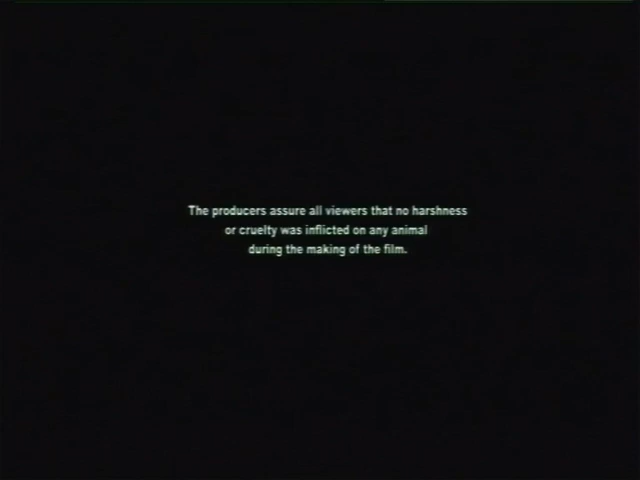 The producers assure all viewers that no harshness
or cruelty was inflicted on any animal
during the making of the film.